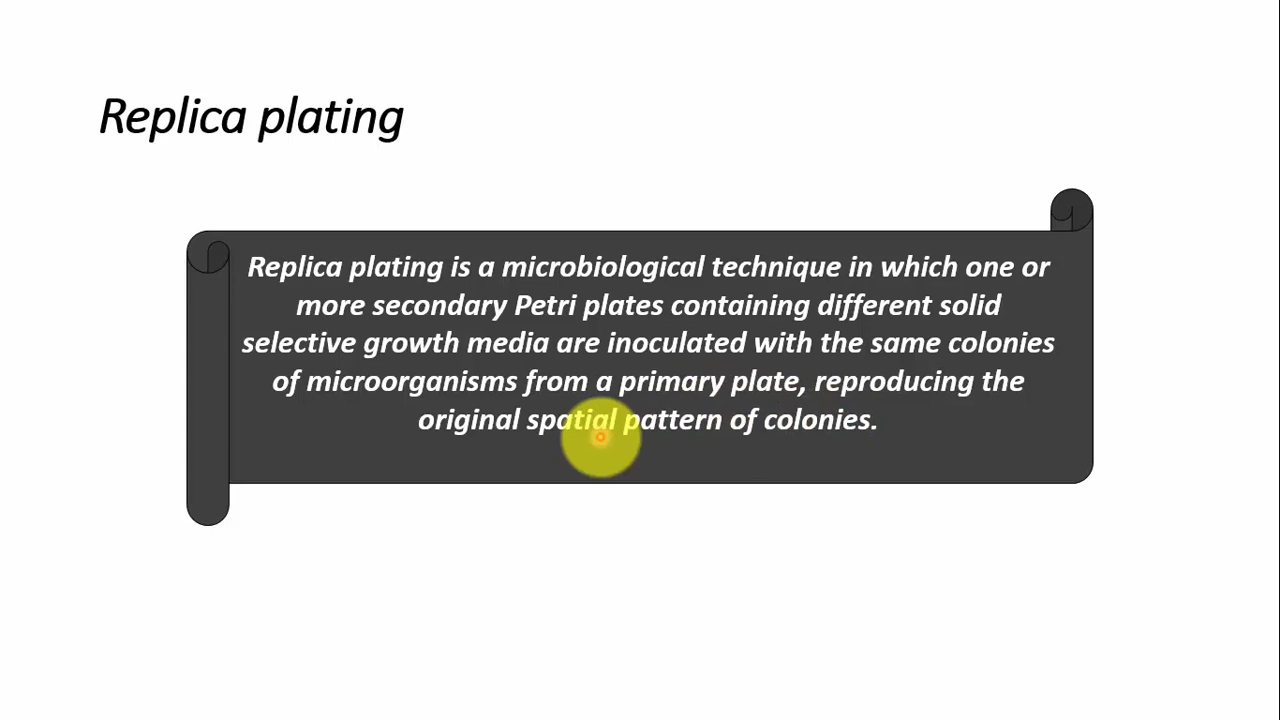 Replica plating
Replica plating is a microbiological technique in which one or
more secondary Petri plates containing different solid
selective growth media are inoculated with the same colonies
of microorganisms from a primary plate, reproducing the
original spatial pattern of colonies.